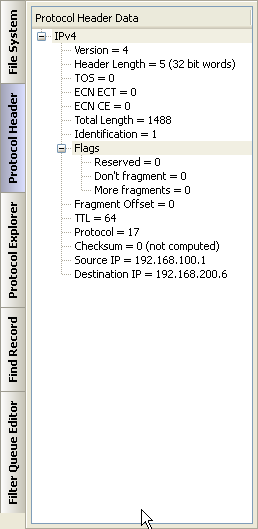 File System
Protocol Header
Protocol Explorer
Find Record
Filter Queue Editor
Protocol Header Data
IPv4
Version = 4
Header Length = 5 (32 bit words)
TOS = 0
ECN ECT = 0
ECN CE = 0
Total Length = 1488
Identification = 1
Flags
Reserved = 0
Don't fragment = 0
More fragments = 0
Fragment Offset = 0
TTL = 64
Protocol = 17
Checksum = 0 (not computed)
Source IP = 192.168.100.1
Destination IP = 192.168.200.6